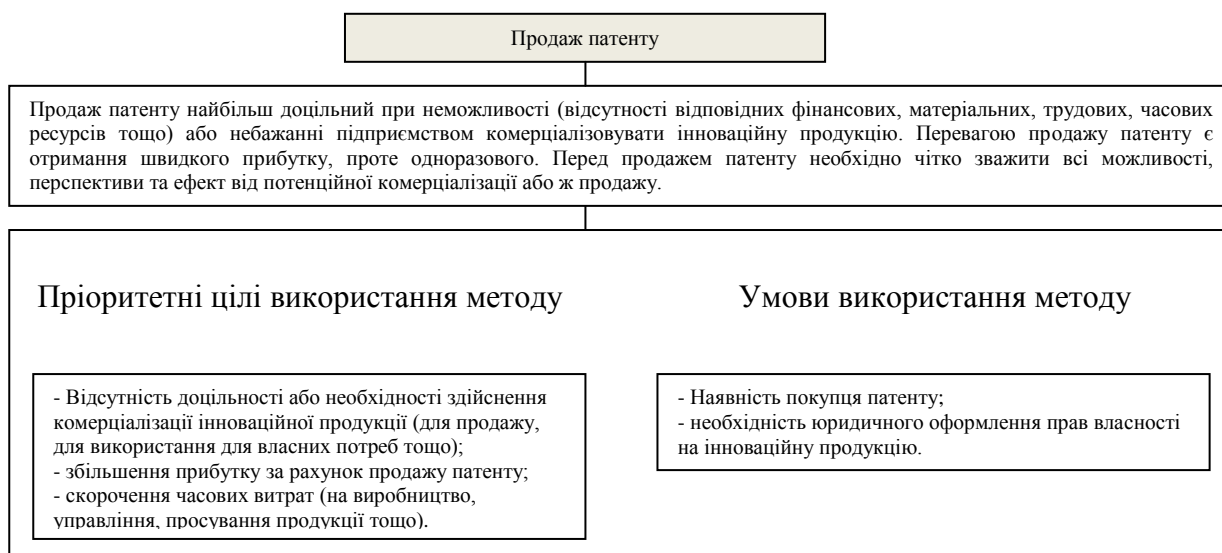 Продаж патенту
Продаж патенту найбільш доцільний при неможливості (відсутності відповідних фінансових, матеріальних, трудових, часових
ресурсів тощо) або небажанні підприємством комерціалізовувати інноваційну продукцію. Перевагою продажу патенту є
отримання швидкого прибутку, проте одноразового. Перед продажем патенту необхідно чітко зважити всі можливості,
перспективи та ефект від потенційної комерціалізації або ж продажу.
Пріоритетні цілі використання методу
- Відсутність доцільності або необхідності здійснення
комерціалізації інноваційної продукції (для продажу,
для використання для власних потреб тощо);
- збільшення прибутку за рахунок продажу патенту;
- скорочення часових витрат (на виробництво,
управління, просування продукції тощо).
Умови використання методу
- Наявність покупця патенту;
- необхідність юридичного оформлення прав власності
на інноваційну продукцію.